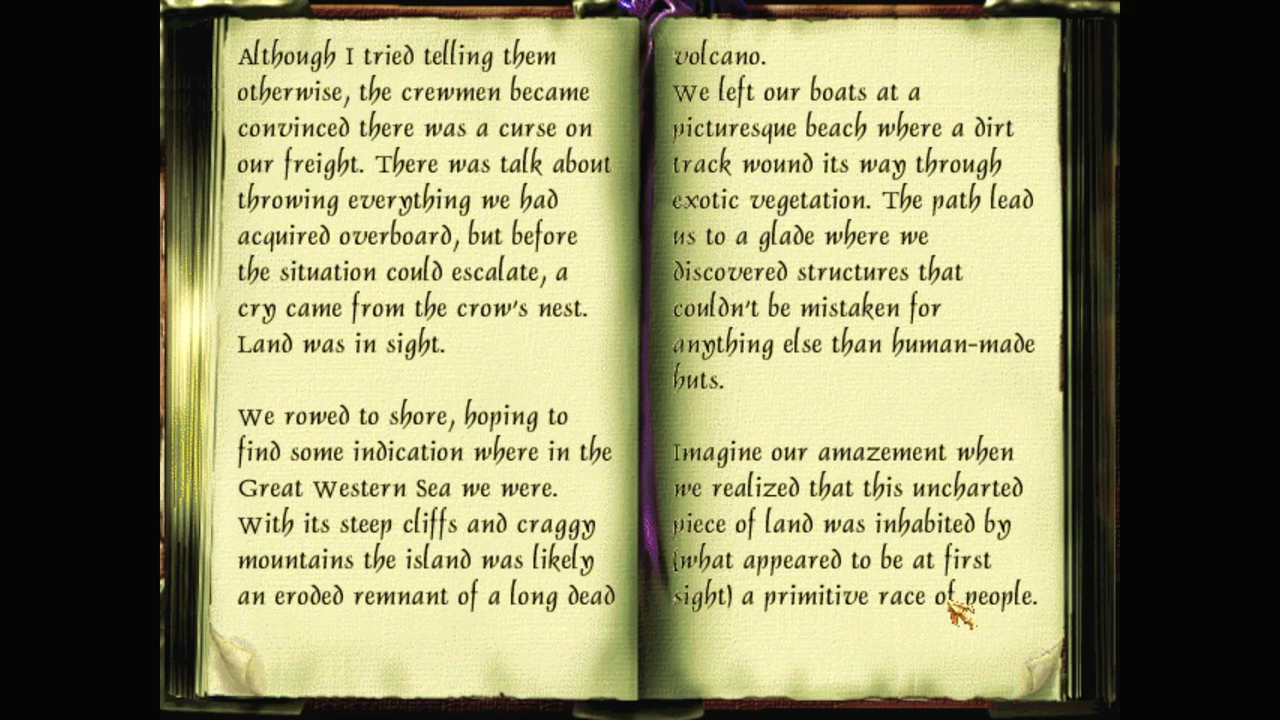 Although I tried telling them
otherwise, the crewmen became
convinced there was a curse on
our freight. There was talk about
throwing everything we had
acquired overboard, but before
the situation could escalate, a
cry came from the crow's nest.
Land was in sight.
We rowed to shore, hoping to
find some indication where in the
Great Western Sea we were.
With its steep cliffs and craggy
mountains the island was likely
an eroded remnant of a long dead
volcano.
We left our boats at a
picturesque beach where a dirt
track wound its way through
exotic vegetation. The path lead
us to a glade where we
discovered structures that
couldn't be mistaken for
anything else than human-made
huts.
Imagine our amazement when
we realized that this uncharted
piece of land was inhabited by
(what appeared to be at first
sight) a primitive race of people.